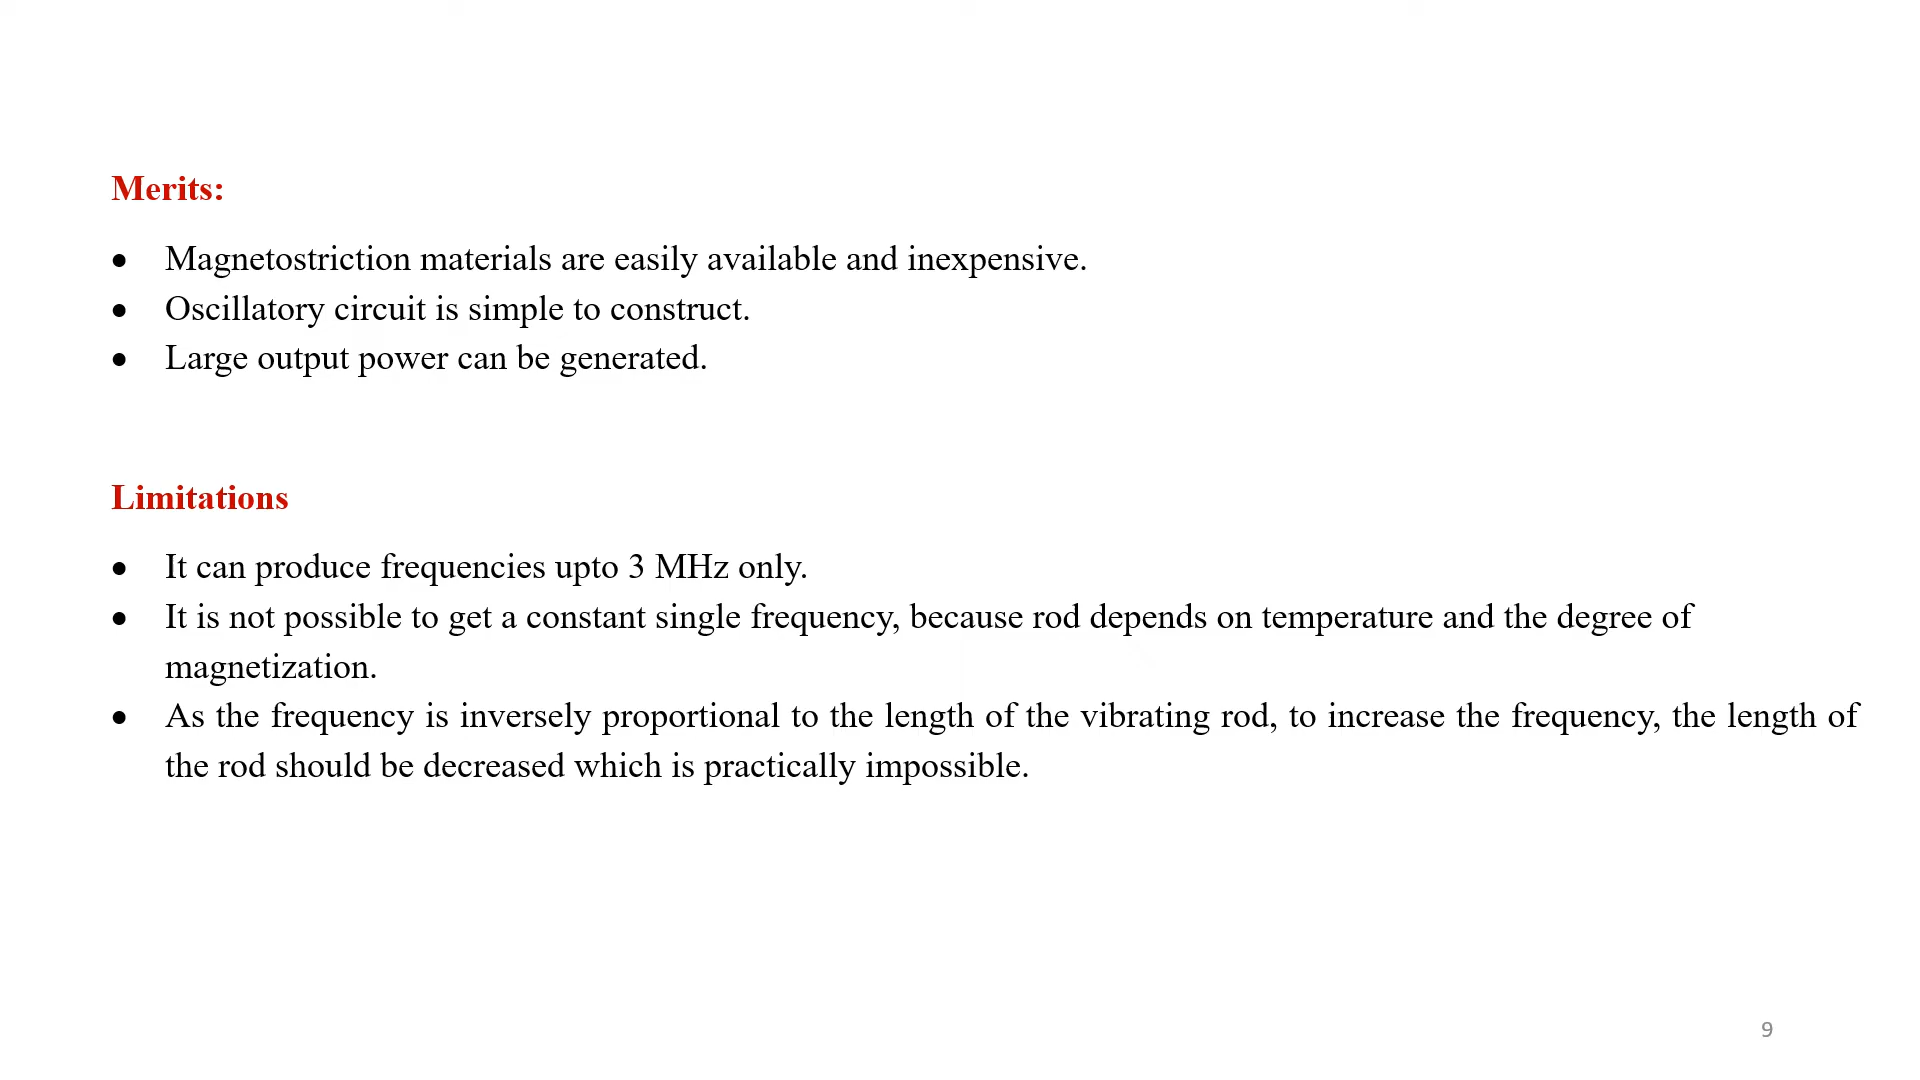 Merits:
• Magnetostriction materials are easily available and inexpensive.
• Oscillatory circuit is simple to construct.
• Large output power can be generated.
Limitations
• It can produce frequencies upto 3 MHz only.
• It is not possible to get a constant single frequency, because rod depends on temperature and the degree of
magnetization.
• As the frequency is inversely proportional to the length of the vibrating rod, to increase the frequency, the length of
the rod should be decreased which is practically impossible.
9